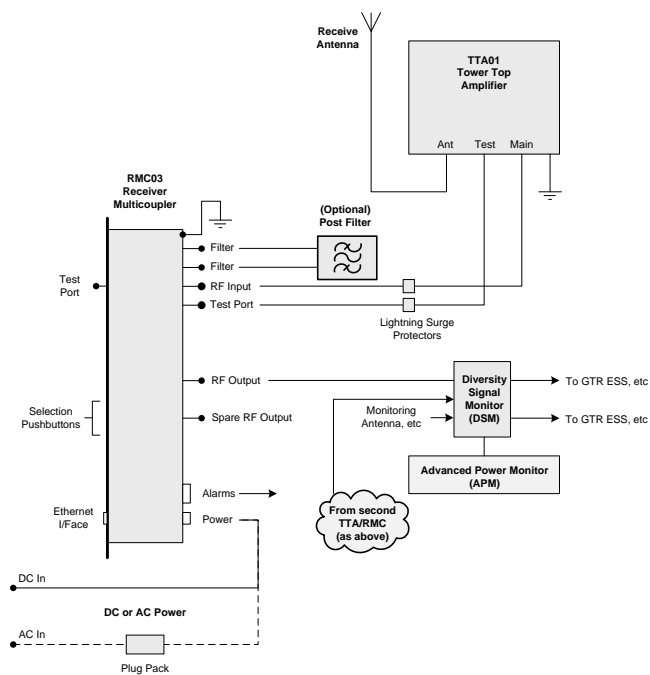 Receive
Antenna
TTA01
Tower Top
Amplifier
Ant Test Main
RMC03
Receiver
Multicoupler
(Optional)
Post Filter
Filter
Filter
RF Input
Test Port
Test
Port
Lightning Surge
Protectors
RF Output
Diversity
Signal
Monitor
(DSM)
To GTR ESS, etc
Selection
Pushbuttons
Spare RF Output
Monitoring
Antenna, etc
To GTR ESS, etc
Advanced Power Monitor
(APM)
Alarms
Ethernet
I/Face
Power
From second
TTA/RMC
(as above)
DC In
DC or AC Power
AC In
Plug Pack